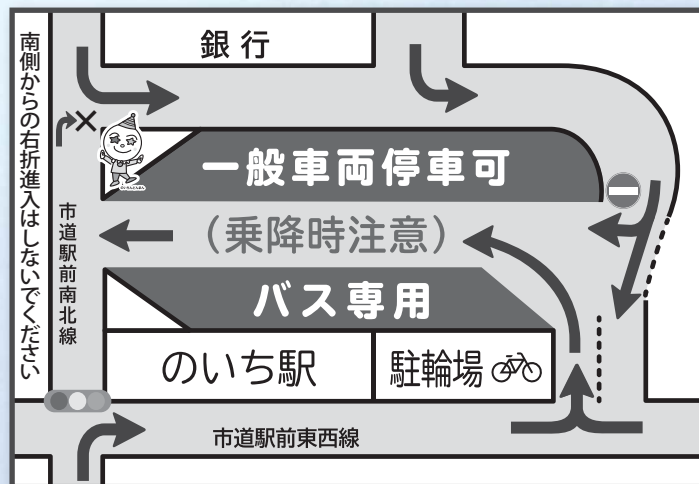 南側からの右折進入はしないでください
銀行
一般車両停車可
（乗降時注意）
市道駅前南北線
バス専用
のいち駅
駐輪場
市道駅前東西線